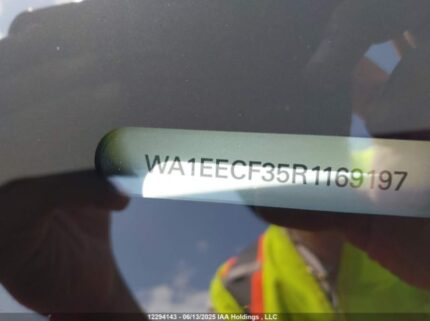 WA1EECF35R1169197
12294143 - 06/13/2025 IAA Holdings , LLC